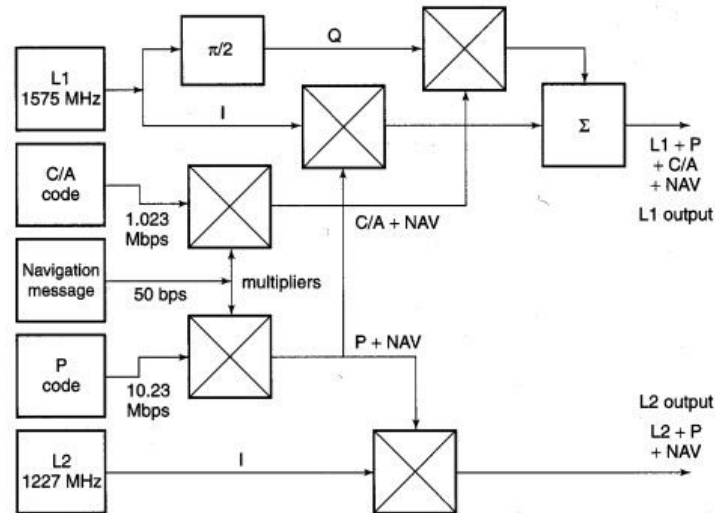 L1
1575 MHz
π/2
Q
I
Σ
L1 + P
+ C/A
+ NAV
L1 output
C/A
code
1.023
Mbps
C/A + NAV
Navigation
message
50 bps
multipliers
P
code
10.23
Mbps
P + NAV
L2
1227 MHz
I
L2 output
L2 + P
+ NAV